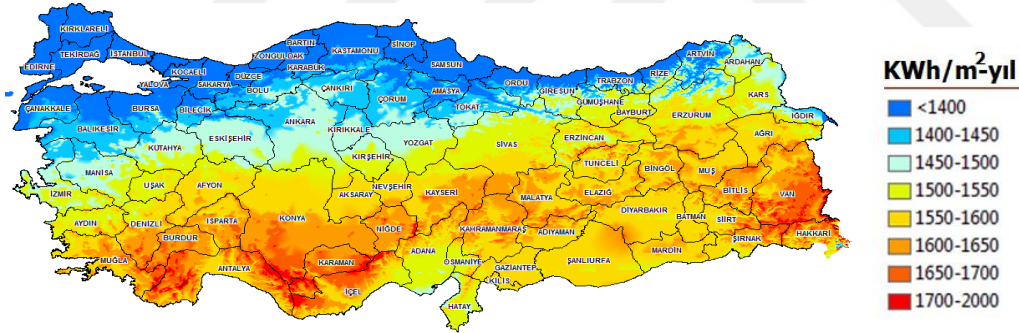 KIRKLARELİ
TEKİRDAĞ
İSTANBUL
EDİRNE
KOCAELİ
YALOVA
SAKARYA
DÜZGE
BOLU
ZONGULDAK
BARTIN
KARABÜK
KASTAMONU
SİNOP
SAMSUN
ORDU
GİRESUN
TRABZON
RİZE
ARTVİN
ARDAHAN
ÇANAKKALE
BURSA
BİLECİK
ÇANKIRI
ÇORUM
AMASYA
TOKAT
GÜMÜŞHANE
BAYBURT
ERZURUM
KARS
IĞDIR
BALIKESİR
KÜTAHYA
ESKİŞEHİR
ANKARA
KIRIKKALE
YOZGAT
SİVAS
ERZİNCAN
AĞRI
MANİSA
KIRŞEHİR
TUNCELİ
BİNGÖL
MUŞ
İZMİR
UŞAK
AFYON
AKSARAY
NEVŞEHİR
KAYSERİ
MALATYA
ELAZIĞ
BİTLİS
VAN
AYDIN
DENİZLİ
ISPARTA
KONYA
NİĞDE
KAHRAMANMARAŞ
ADIYAMAN
DİYARBAKIR
BATMAN
SİİRT
BURDUR
MUĞLA
ANTALYA
KARAMAN
İÇEL
ADANA
OSMANİYE
GAZİANTEP
KİLİS
ŞANLIURFA
MARDİN
ŞIRNAK
HAKKARİ
HATAY
KWh/m²-yıl
<1400
1400-1450
1450-1500
1500-1550
1550-1600
1600-1650
1650-1700
1700-2000